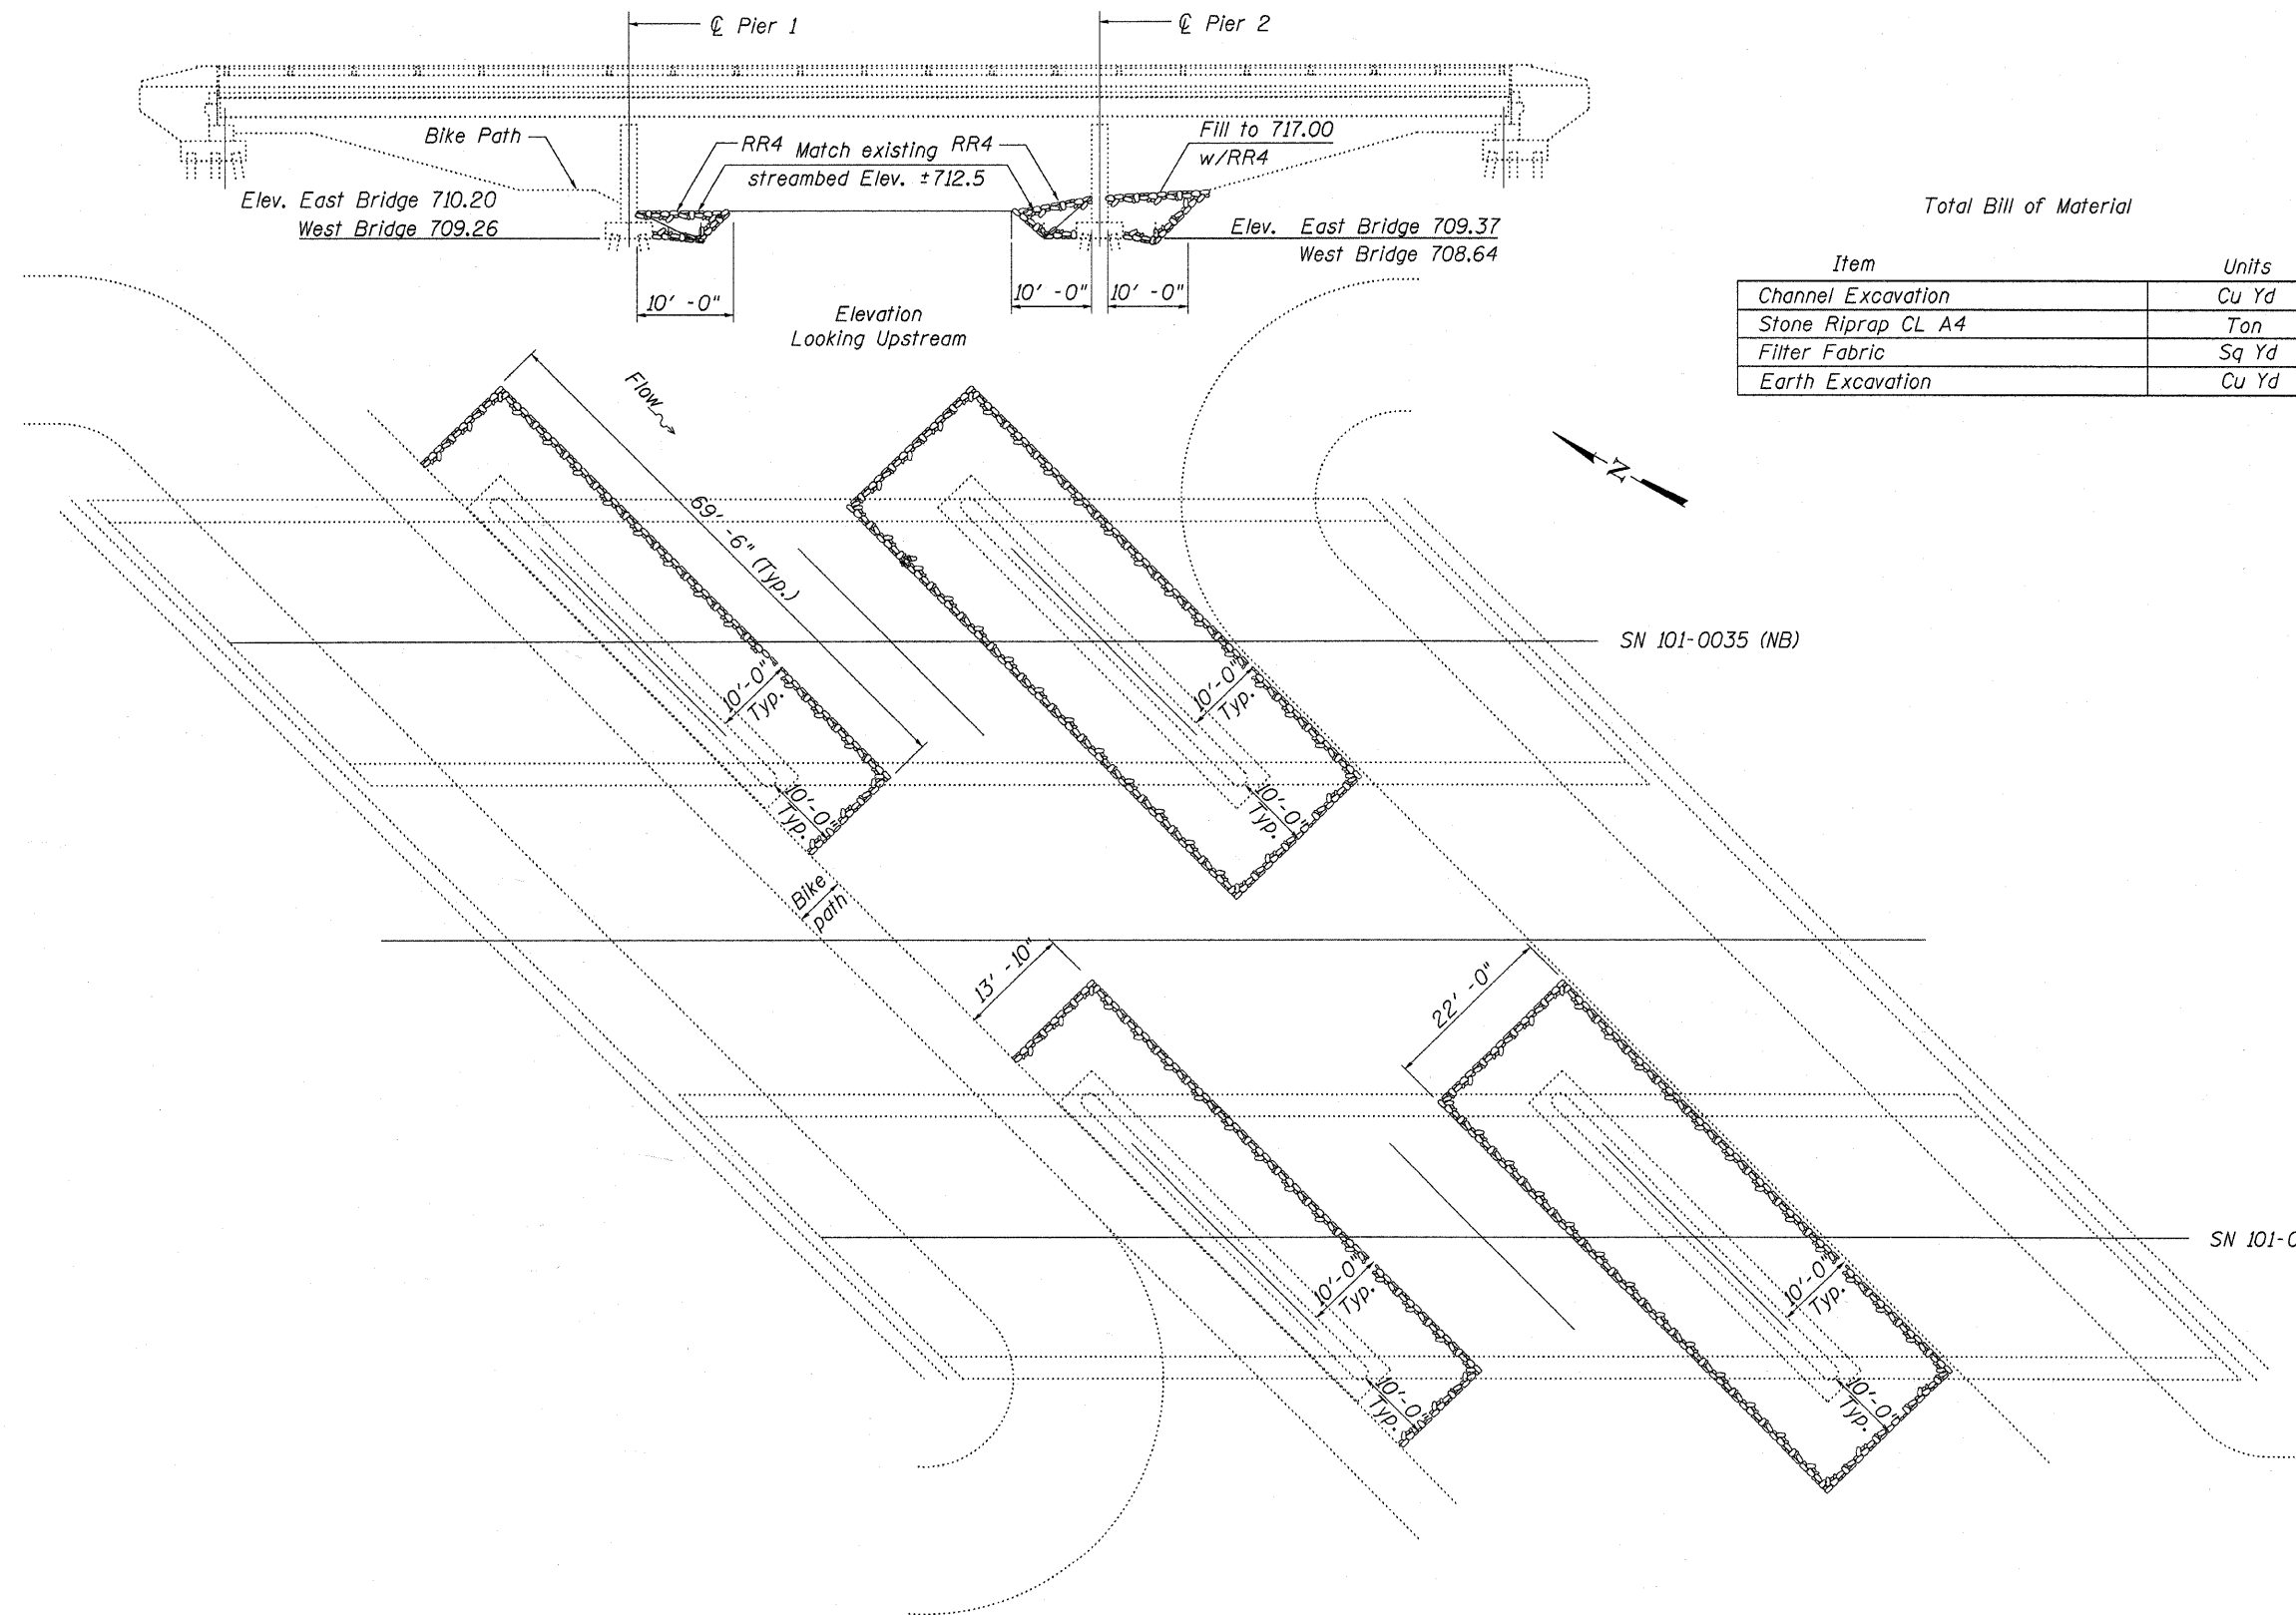 ℄ Pier 1
℄ Pier 2
Bike Path
RR4
Match existing
streambed Elev. ±712.5
RR4
Fill to 717.00
w/RR4
Elev. East Bridge 710.20
West Bridge 709.26
Elev. East Bridge 709.37
West Bridge 708.64
10' -0"
10' -0"
10' -0"
Elevation
Looking Upstream
Total Bill of Material
Item Units
Channel Excavation Cu Yd
Stone Riprap CL A4 Ton
Filter Fabric Sq Yd
Earth Excavation Cu Yd
Flow
N
69' -6" (Typ.)
SN 101-0035 (NB)
10'-0"
Typ.
10'-0"
Typ.
10'-0"
Typ.
10'-0"
Typ.
Bike
path
13' -10"
22' -0"
SN 101-0
10'-0"
Typ.
10'-0"
Typ.
10'-0"
Typ.
10'-0"
Typ.